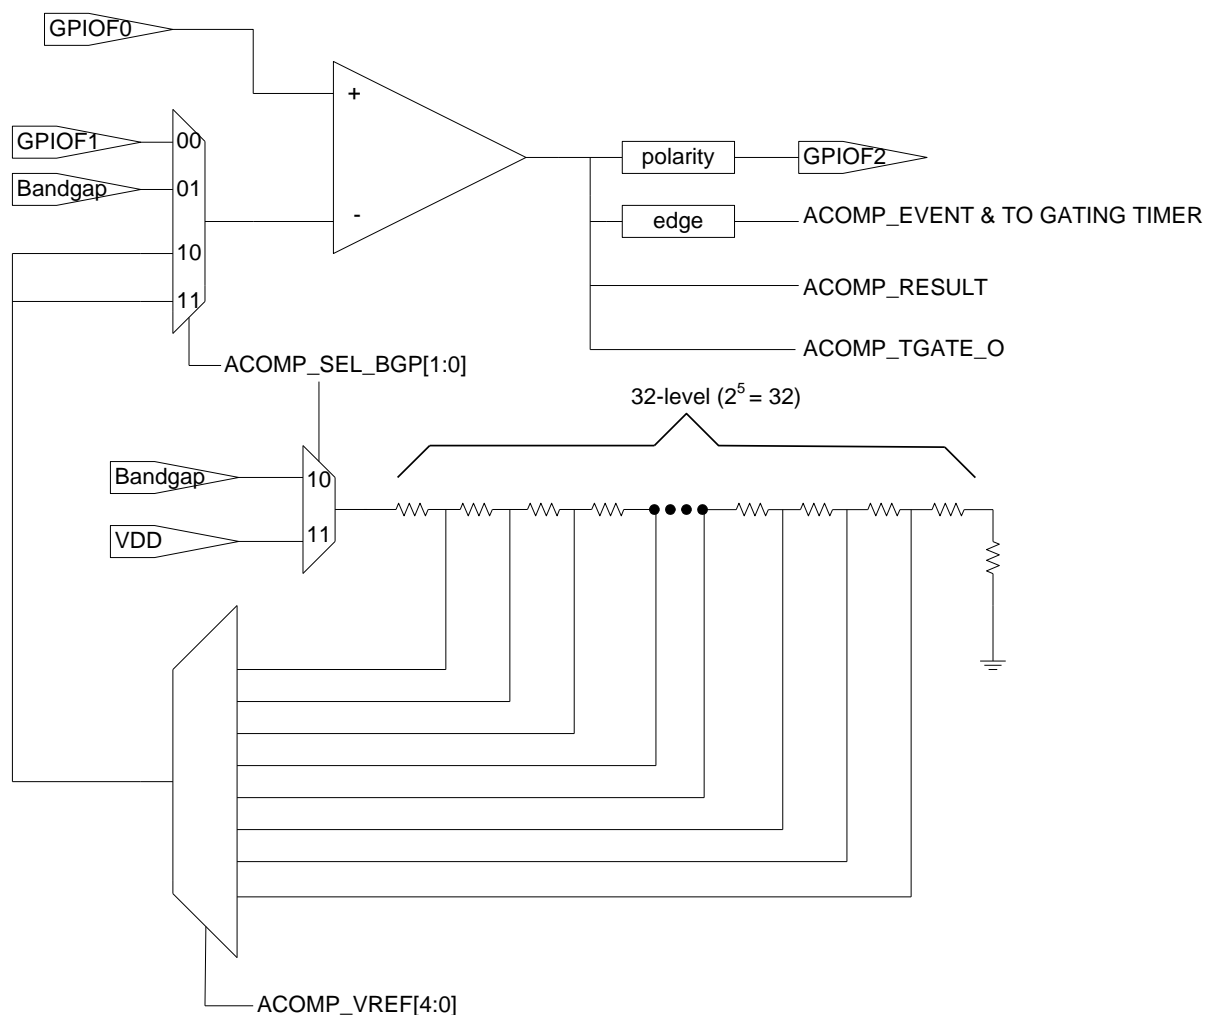 GPIOF0
+
GPIOF1
00
polarity
GPIOF2
Bandgap
01
-
edge
ACOMP_EVENT & TO GATING TIMER
10
ACOMP_RESULT
11
ACOMP_TGATE_O
ACOMP_SEL_BGP[1:0]
32-level (2⁵ = 32)
Bandgap
10
VDD
11
ACOMP_VREF[4:0]